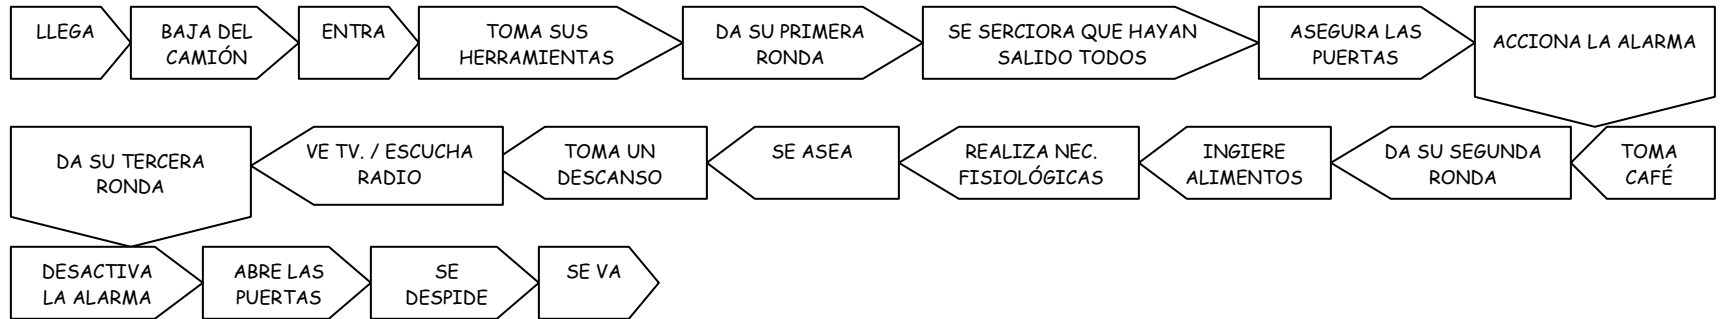 LLEGA
BAJA DEL
CAMIÓN
ENTRA
TOMA SUS
HERRAMIENTAS
DA SU PRIMERA
RONDA
SE SERCIORA QUE HAYAN
SALIDO TODOS
ASEGURA LAS
PUERTAS
ACCIONA LA ALARMA
TOMA
CAFÉ
DA SU SEGUNDA
RONDA
INGIERE
ALIMENTOS
REALIZA NEC.
FISIOLÓGICAS
SE ASEA
TOMA UN
DESCANSO
VE TV. / ESCUCHA
RADIO
DA SU TERCERA
RONDA
DESACTIVA
LA ALARMA
ABRE LAS
PUERTAS
SE
DESPIDE
SE VA